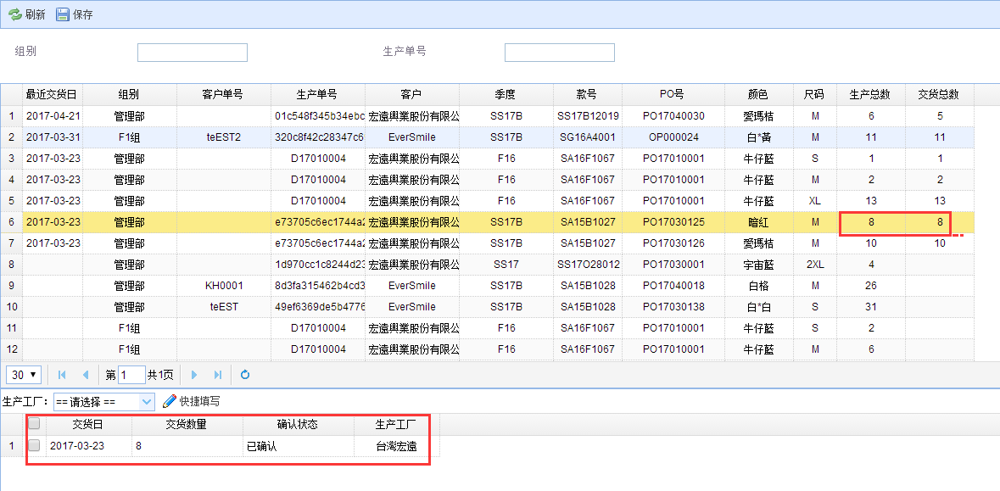 刷新 保存
组别 生产单号
最近交货日 组别 客户单号 生产单号 客户 季度 款号 PO号 颜色 尺码 生产总数 交货总数
1 2017-04-21 管理部 01c548f345b34ebc 宏遠興業股份有限公 SS17B SS17B12019 PO17040030 愛瑪桔 M 6 5
2 2017-03-31 F1组 teEST2 320c8f42c28347c6 EverSmile SS17B SG16A4001 OP000024 白*黃 M 11 11
3 2017-03-23 管理部 D17010004 宏遠興業股份有限公 F16 SA16F1067 PO17010001 牛仔藍 S 1 1
4 2017-03-23 管理部 D17010004 宏遠興業股份有限公 F16 SA16F1067 PO17010001 牛仔藍 M 2 2
5 2017-03-23 管理部 D17010004 宏遠興業股份有限公 F16 SA16F1067 PO17010001 牛仔藍 XL 13 13
6 2017-03-23 管理部 e73705c6ec1744a2 宏遠興業股份有限公 SS17B SA15B1027 PO17030125 暗红 M 8 8
7 2017-03-23 管理部 e73705c6ec1744a2 宏遠興業股份有限公 SS17B SA15B1027 PO17030126 愛瑪桔 M 10 10
8 管理部 1d970cc1c8244d23 宏遠興業股份有限公 SS17 SS17O28012 PO17030001 宇宙藍 2XL 4
9 管理部 KH0001 8d3fa315462b4cd3 EverSmile SS17B SA15B1028 PO17040018 白格 M 26
10 管理部 teEST 49ef6369de5b4776 EverSmile SS17B SA15B1028 PO17030138 白*白 S 31
11 F1组 D17010004 宏遠興業股份有限公 F16 SA16F1067 PO17010001 牛仔藍 S 2
12 F1组 D17010004 宏遠興業股份有限公 F16 SA16F1067 PO17010001 牛仔藍 M 6
30 第 1 共1页
生产工厂： == 请选择 == 快捷填写
交货日 交货数量 确认状态 生产工厂
1 2017-03-23 8 已确认 台灣宏遠